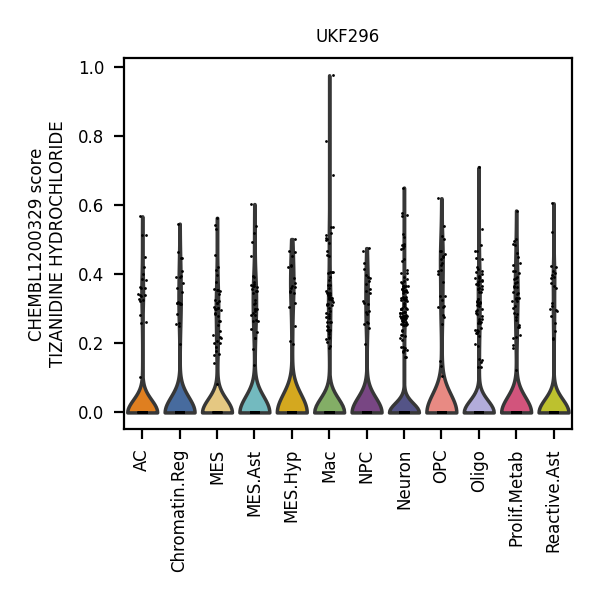 UKF296
CHEMBL1200329 score
TIZANIDINE HYDROCHLORIDE
1.0
0.8
0.6
0.4
0.2
0.0
AC
Chromatin.Reg
MES
MES.Ast
MES.Hyp
Mac
NPC
Neuron
OPC
Oligo
Prolif.Metab
Reactive.Ast